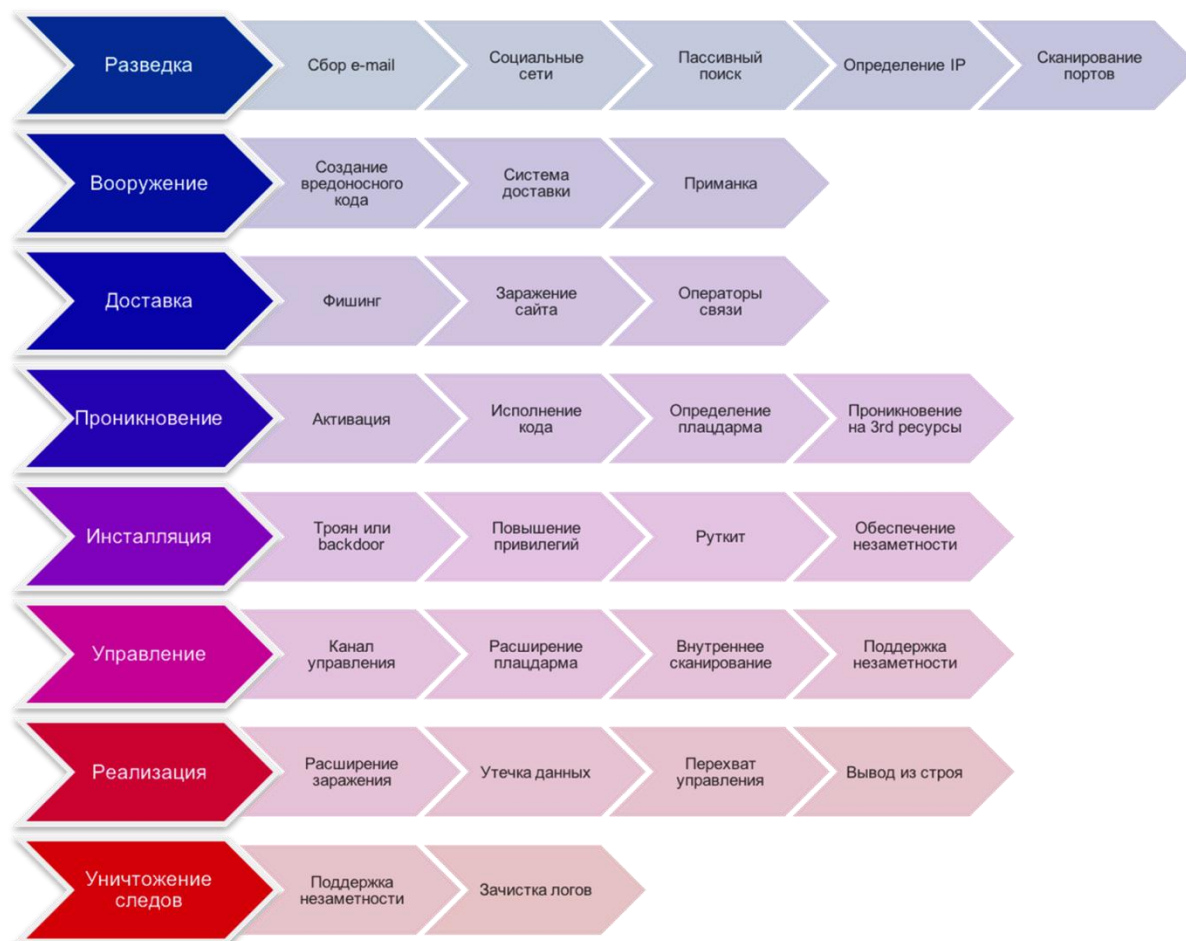 Разведка
Сбор e-mail
Социальные
сети
Пассивный
поиск
Определение IP
Сканирование
портов
Вооружение
Создание
вредоносного
кода
Система
доставки
Приманка
Доставка
Фишинг
Заражение
сайта
Операторы
связи
Проникновение
Активация
Исполнение
кода
Определение
плацдарма
Проникновение
на 3rd ресурсы
Инсталляция
Троян или
backdoor
Повышение
привилегий
Руткит
Обеспечение
незаметности
Управление
Канал
управления
Расширение
плацдарма
Внутреннее
сканирование
Поддержка
незаметности
Реализация
Расширение
заражения
Утечка данных
Перехват
управления
Вывод из строя
Уничтожение
следов
Поддержка
незаметности
Зачистка логов